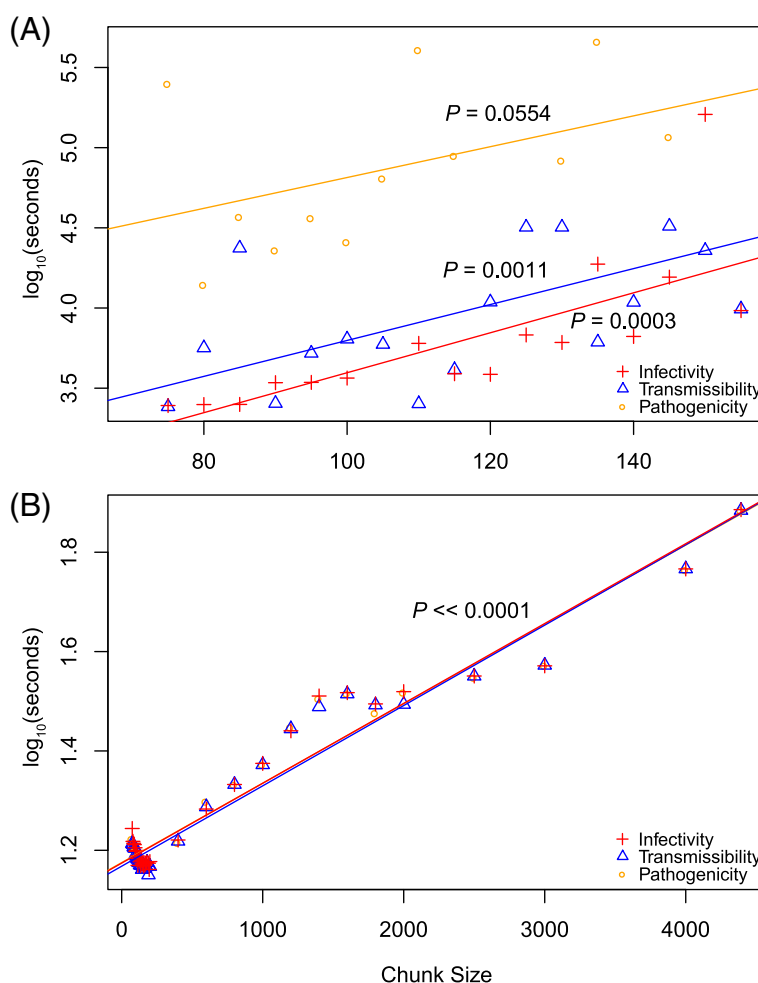 (A)
5.5
5.0
4.5
4.0
3.5
log10(seconds)
P = 0.0554
P = 0.0011
P = 0.0003
Infectivity
Transmissibility
Pathogenicity
80 100 120 140
(B)
1.8
1.6
1.4
1.2
log10(seconds)
P << 0.0001
Infectivity
Transmissibility
Pathogenicity
0 1000 2000 3000 4000
Chunk Size